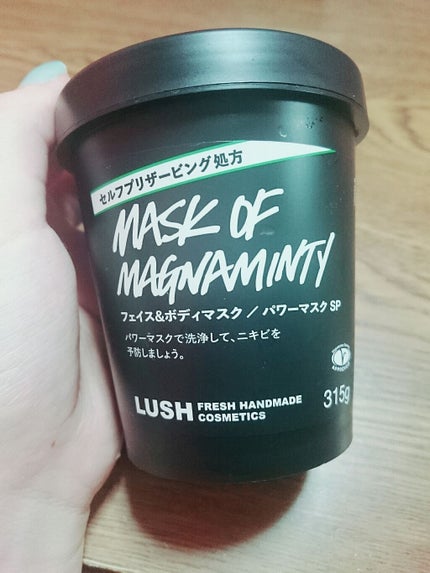 セルフプリザービング処方
MASK OF
MAGNAMINTY
フェイス&ボディマスク / パワーマスク SP
パワーマスクで洗浄して、ニキビを
予防しましょう。
LUSH FRESH HANDMADE
COSMETICS
315g